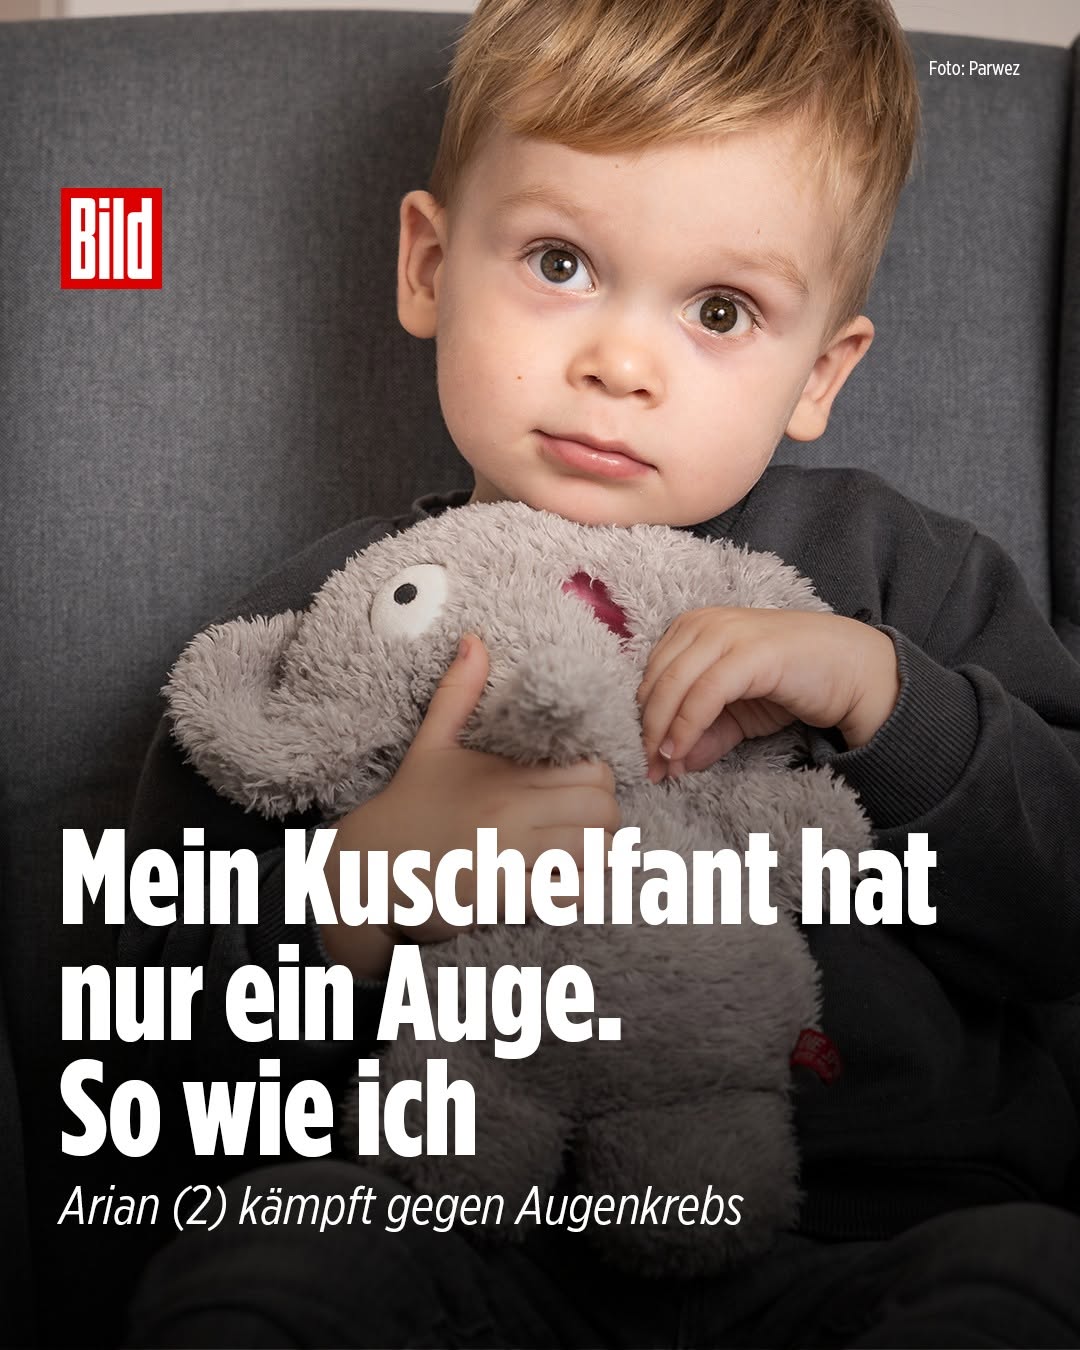 Foto: Parwez
Bild
Mein Kuschelfant hat
nur ein Auge.
So wie ich
Arian (2) kämpft gegen Augenkrebs